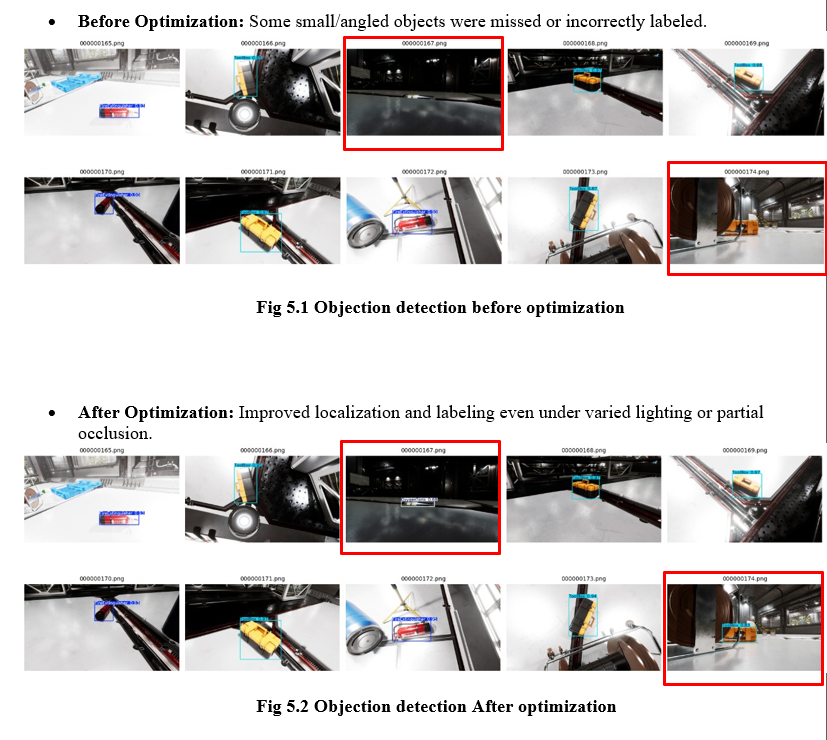 • Before Optimization: Some small/angled objects were missed or incorrectly labeled.
000000165.png 000000166.png 000000167.png 000000168.png 000000169.png
000000170.png 000000171.png 000000172.png 000000173.png 000000174.png
Fig 5.1 Objection detection before optimization
• After Optimization: Improved localization and labeling even under varied lighting or partial
occlusion.
000000165.png 000000166.png 000000167.png 000000168.png 000000169.png
000000170.png 000000171.png 000000172.png 000000173.png 000000174.png
Fig 5.2 Objection detection After optimization